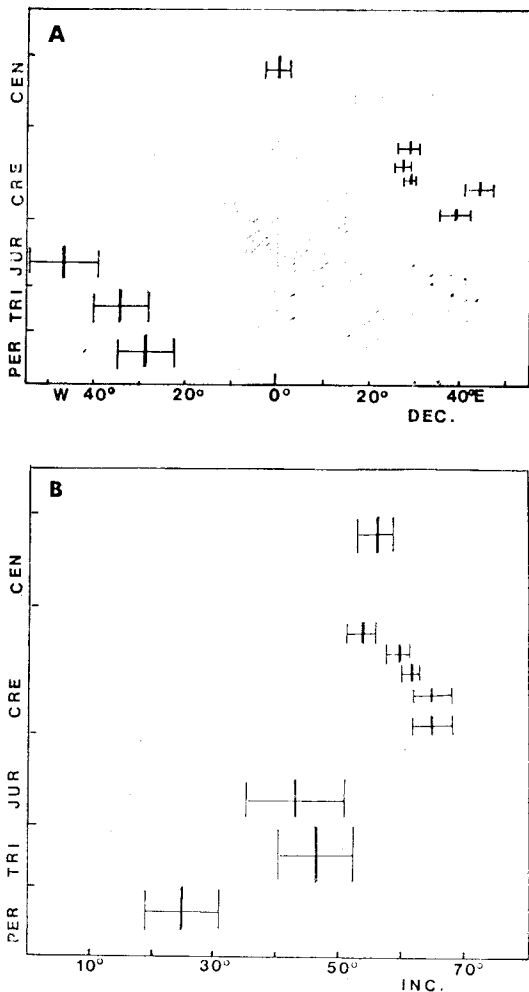 A
CEN
CRE
JUR
TRI
PER
W 40° 20° 0° 20° 40°E
DEC.
B
CEN
CRE
JUR
TRI
PER
10° 30° 50° 70°
INC.